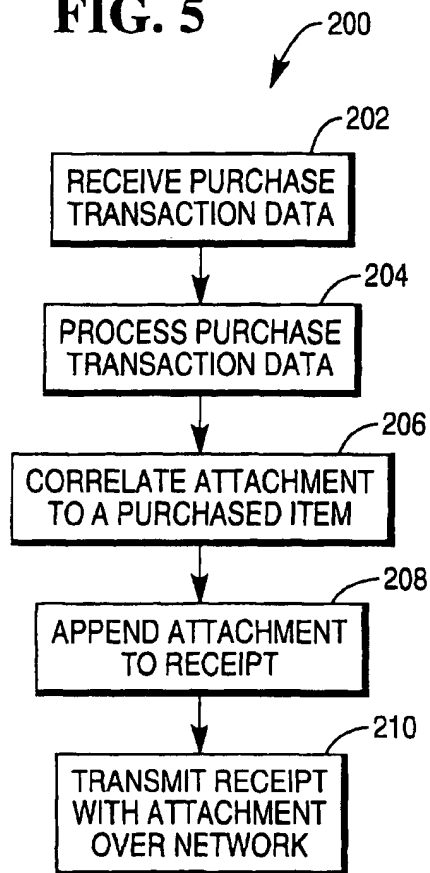 FIG. 5
200
202
RECEIVE PURCHASE
TRANSACTION DATA
204
PROCESS PURCHASE
TRANSACTION DATA
206
CORRELATE ATTACHMENT
TO A PURCHASED ITEM
208
APPEND ATTACHMENT
TO RECEIPT
210
TRANSMIT RECEIPT
WITH ATTACHMENT
OVER NETWORK